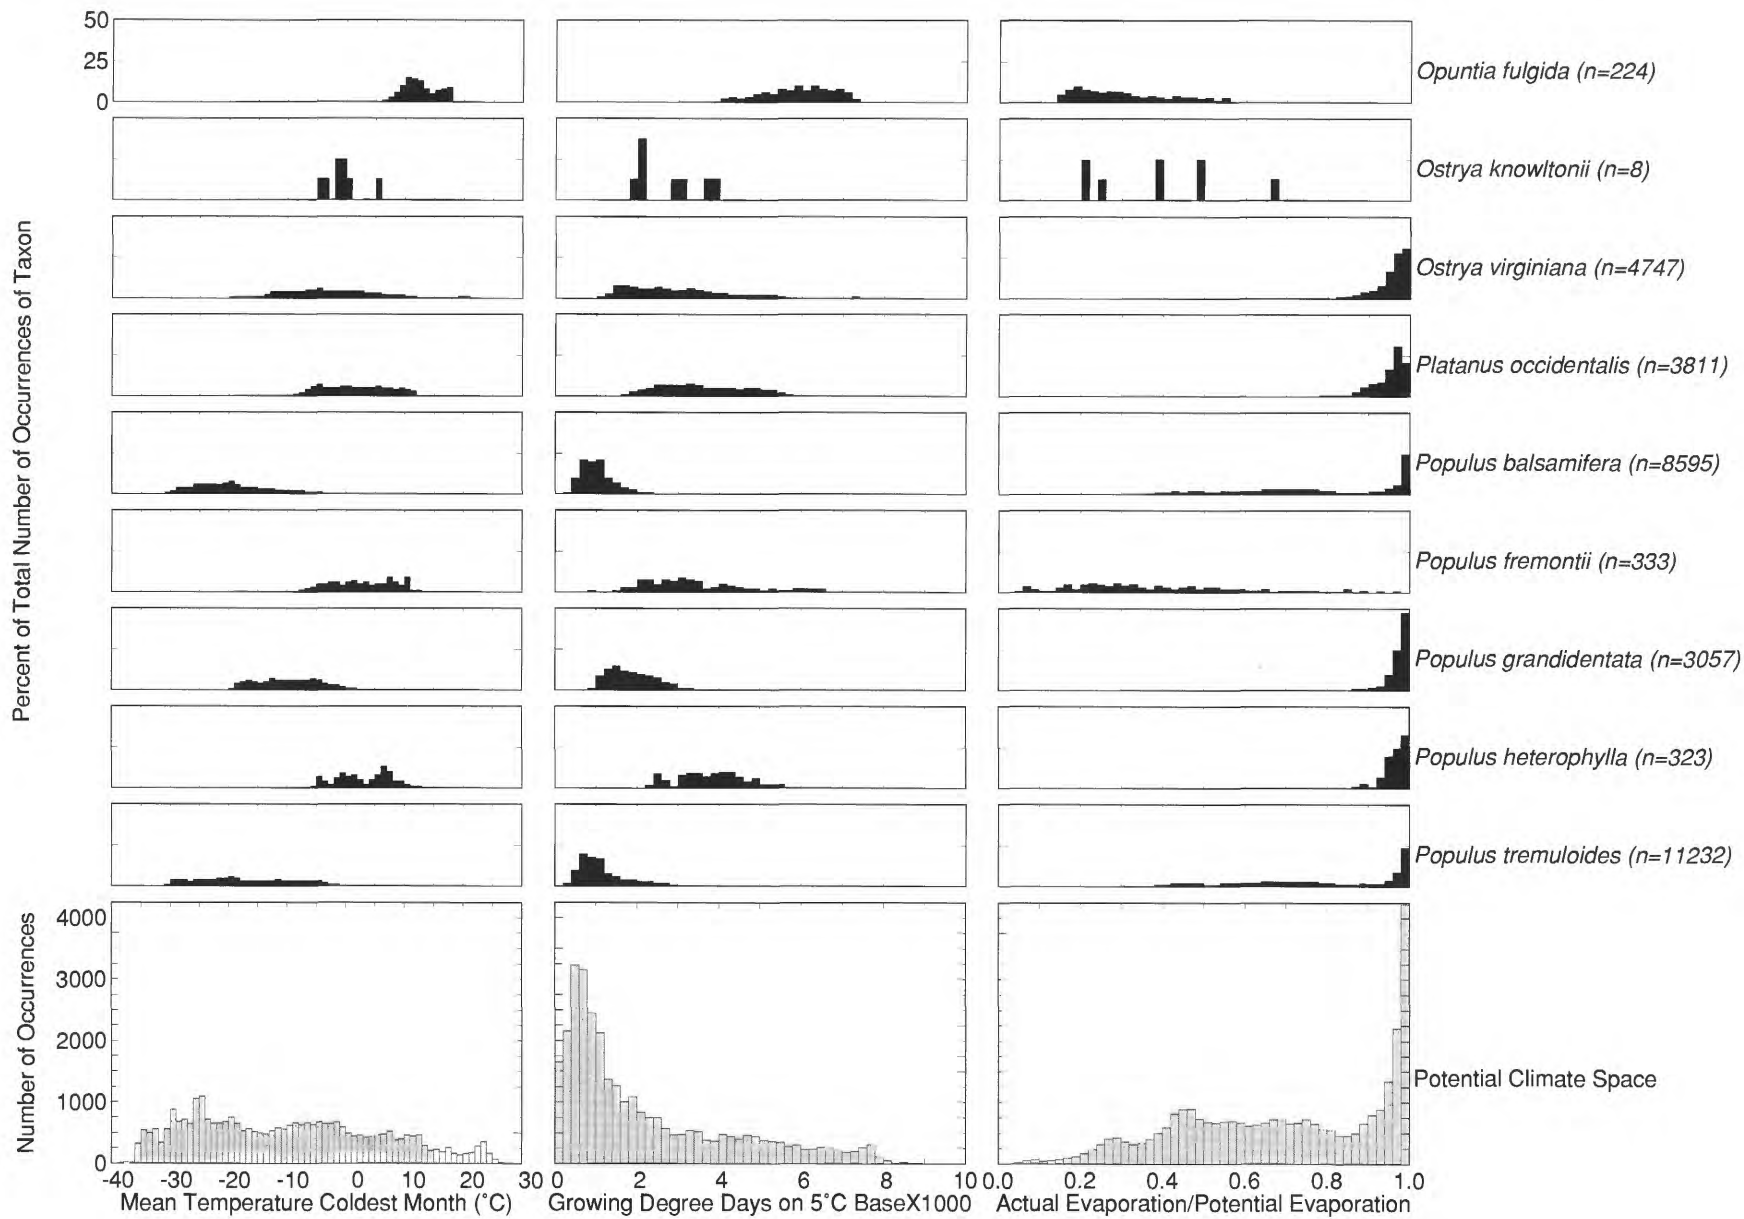 50
25
0
Opuntia fulgida (n=224)
Ostrya knowltonii (n=8)
Ostrya virginiana (n=4747)
Platanus occidentalis (n=3811)
Populus balsamifera (n=8595)
Populus fremontii (n=333)
Populus grandidentata (n=3057)
Populus heterophylla (n=323)
Populus tremuloides (n=11232)
Percent of Total Number of Occurrences of Taxon
4000
3000
2000
1000
0
Number of Occurrences
Potential Climate Space
-40 -30 -20 -10 0 10 20 30
0 2 4 6 8 10
0.0 0.2 0.4 0.6 0.8 1.0
Mean Temperature Coldest Month (°C)
Growing Degree Days on 5°C BaseX1000
Actual Evaporation/Potential Evaporation